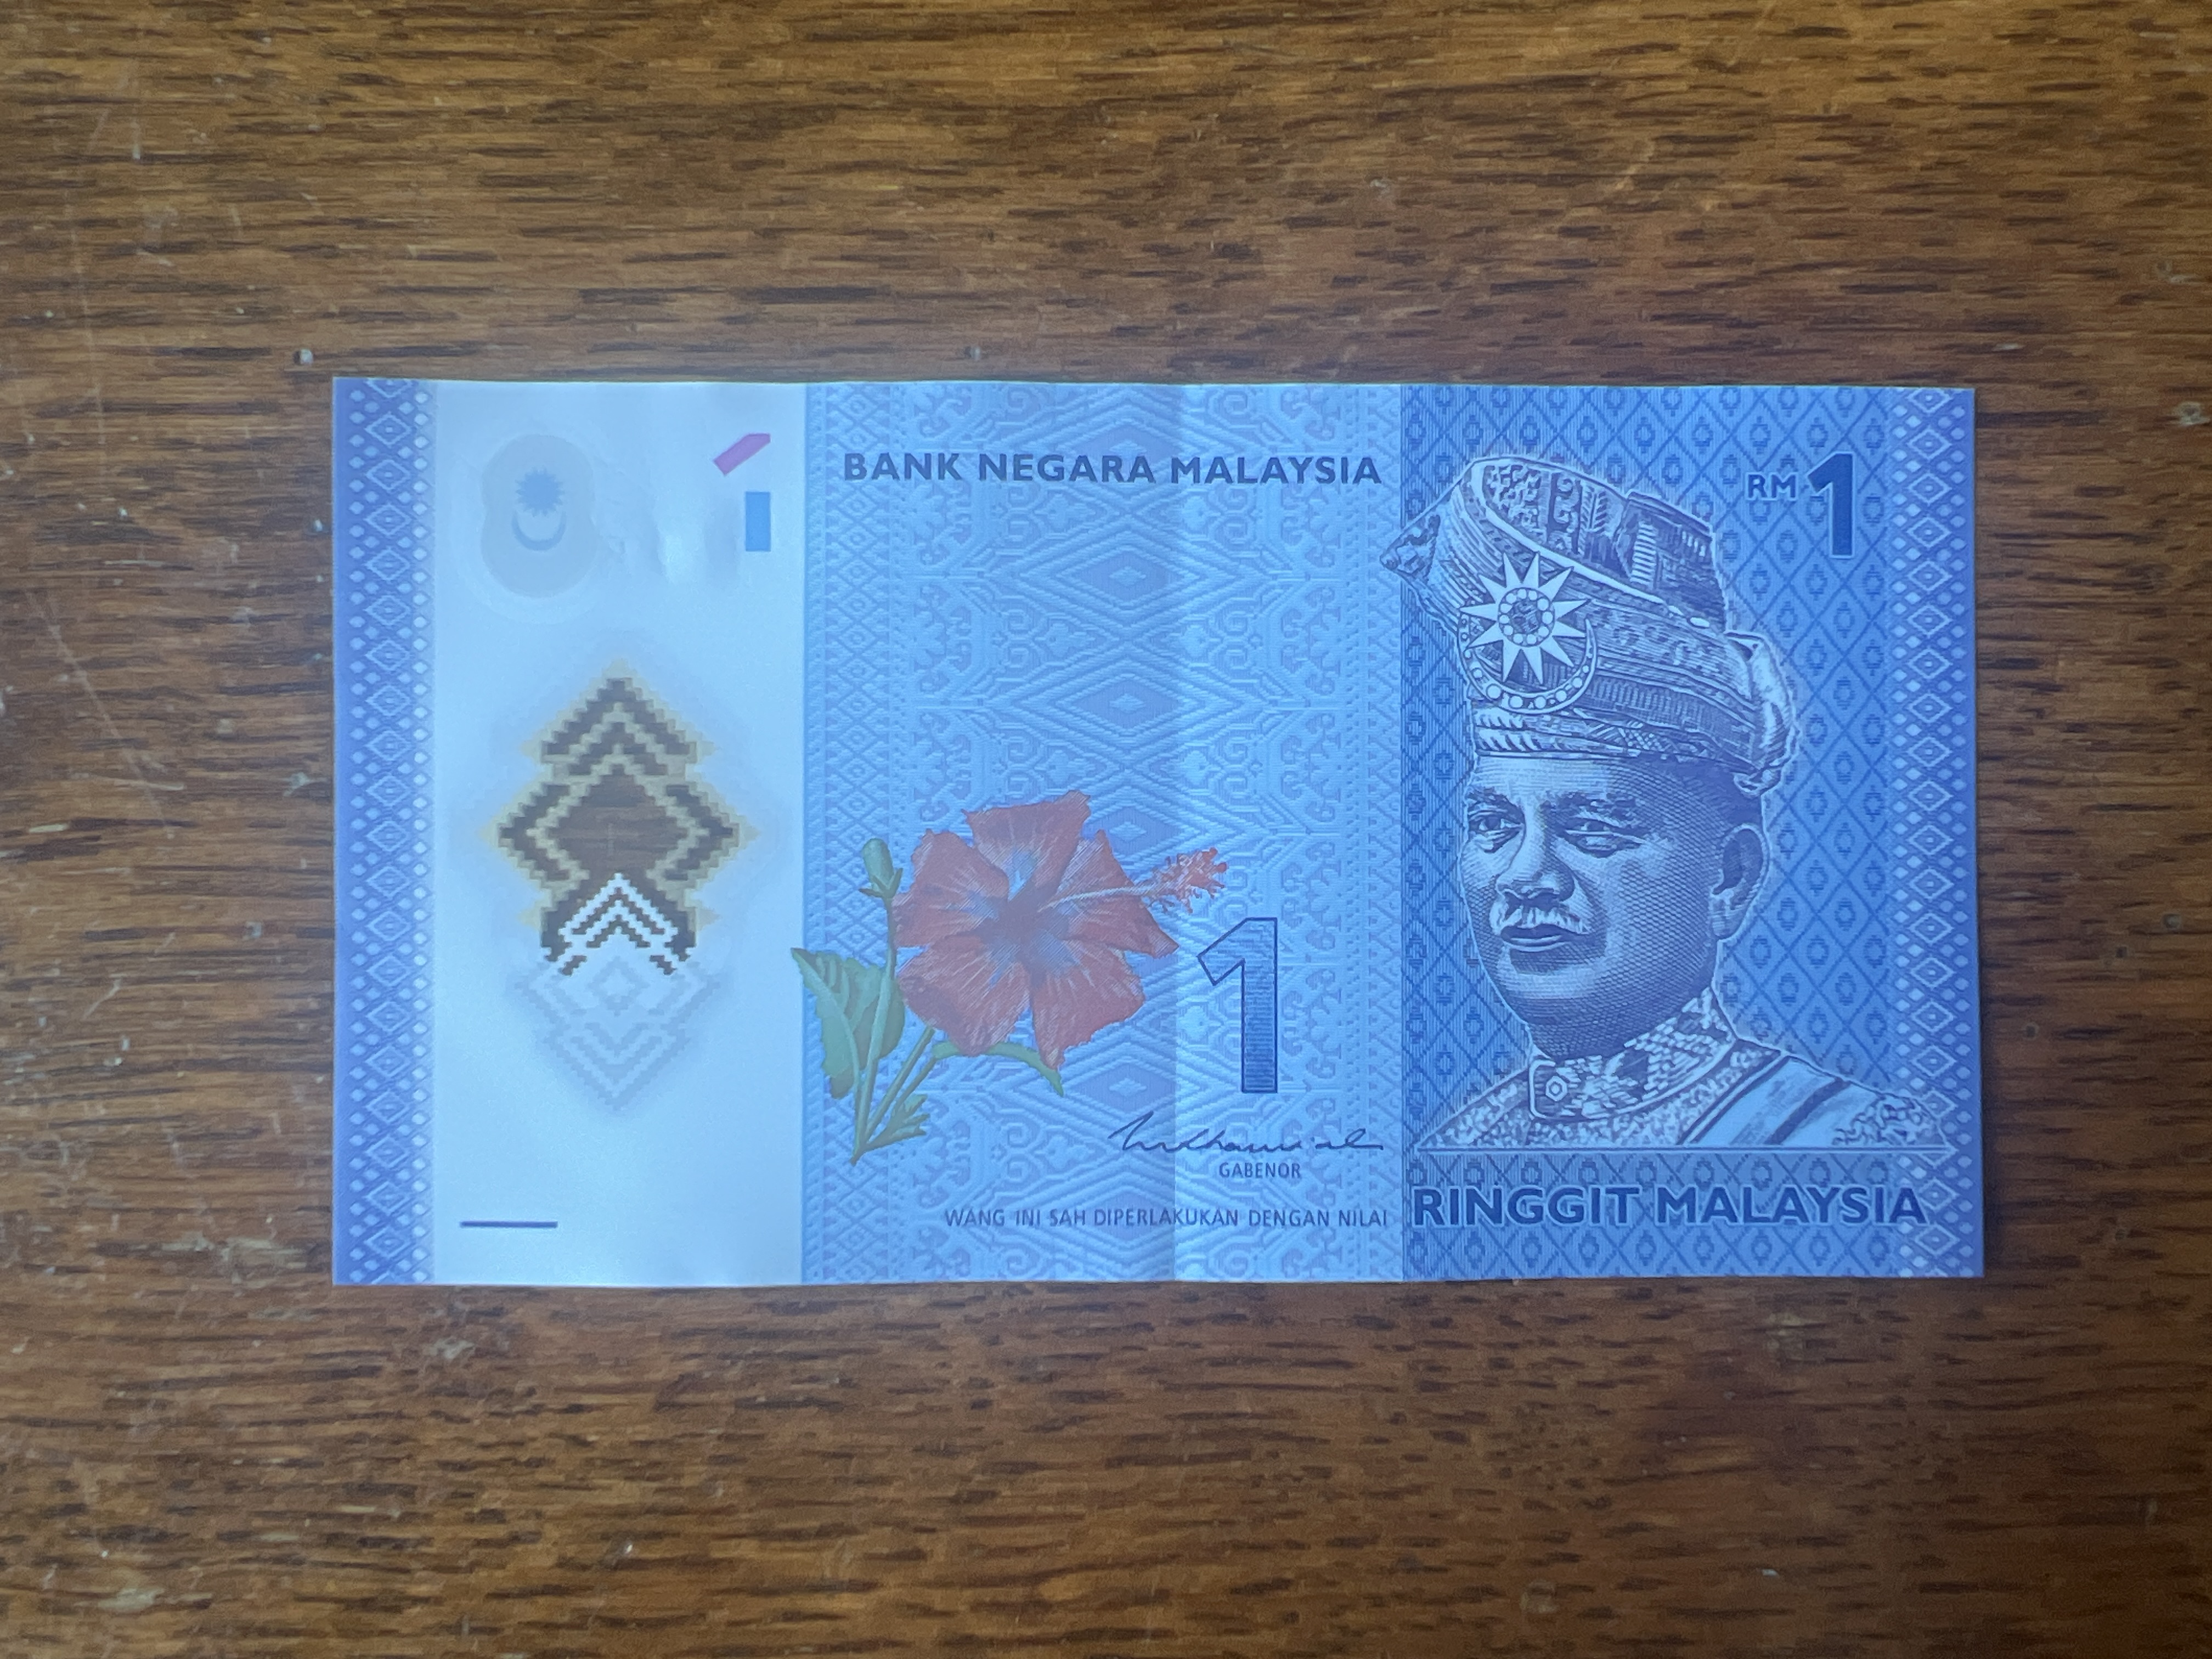 BANK NEGARA MALAYSIA
RM 1
1
GABENOR
WANG INI SAH DIPERLAKUKAN DENGAN NILAI
RINGGIT MALAYSIA